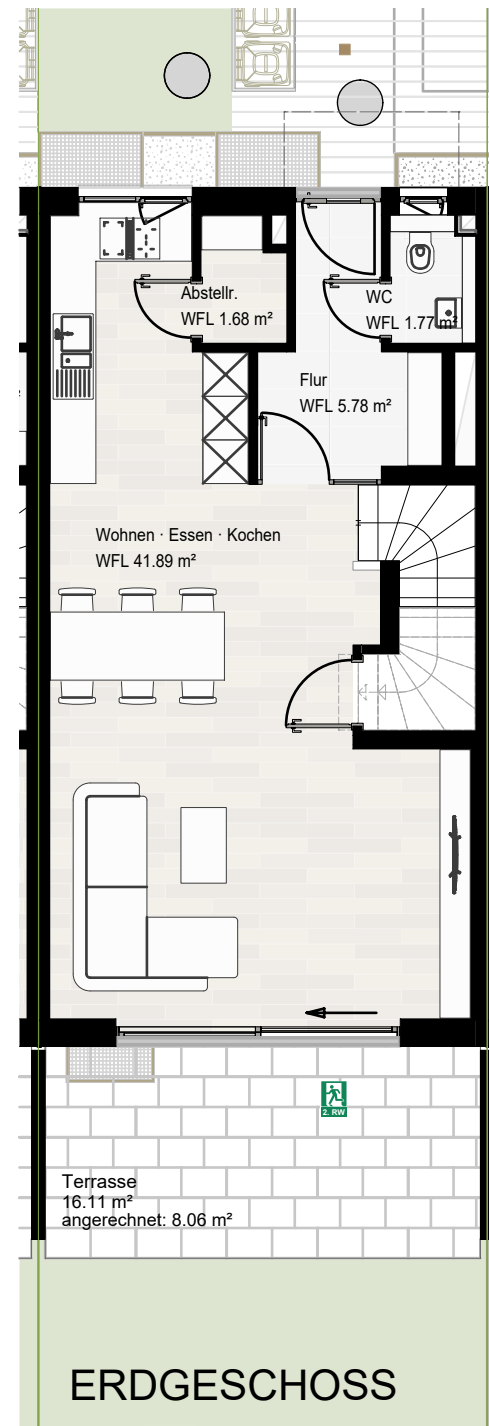 Abstellr.
WFL 1.68 m²
WC
WFL 1.77 m²
Flur
WFL 5.78 m²
Wohnen · Essen · Kochen
WFL 41.89 m²
2. RW
Terrasse
16.11 m²
angerechnet: 8.06 m²
ERDGESCHOSS